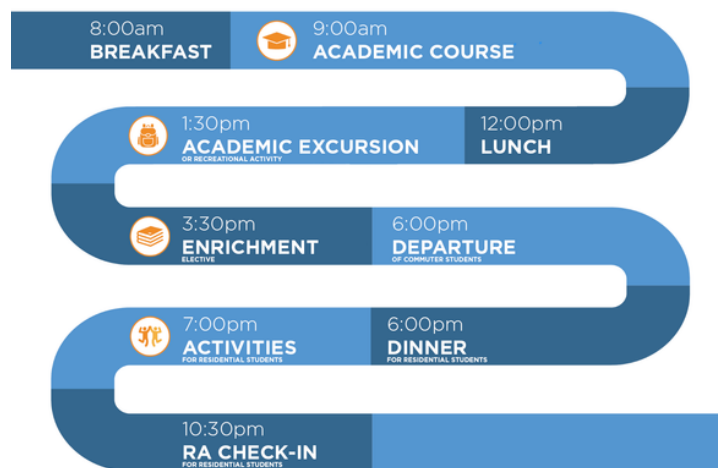 8:00am
BREAKFAST
9:00am
ACADEMIC COURSE
12:00pm
LUNCH
1:30pm
ACADEMIC EXCURSION
OR RECREATIONAL ACTIVITY
3:30pm
ENRICHMENT
ELECTIVE
6:00pm
DEPARTURE
OF COMMUTER STUDENTS
6:00pm
DINNER
FOR RESIDENTIAL STUDENTS
7:00pm
ACTIVITIES
FOR RESIDENTIAL STUDENTS
10:30pm
RA CHECK-IN
FOR RESIDENTIAL STUDENTS